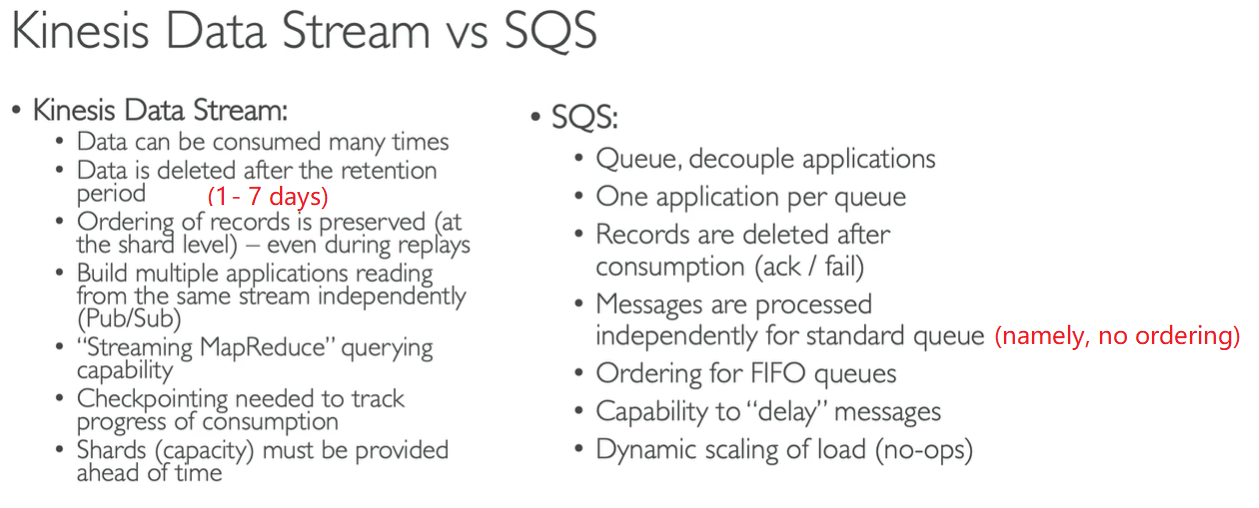 Kinesis Data Stream vs SQS
• Kinesis Data Stream:
• Data can be consumed many times
• Data is deleted after the retention
period (1 - 7 days)
• Ordering of records is preserved (at
the shard level) – even during replays
• Build multiple applications reading
from the same stream independently
(Pub/Sub)
• “Streaming MapReduce” querying
capability
• Checkpointing needed to track
progress of consumption
• Shards (capacity) must be provided
ahead of time
• SQS:
• Queue, decouple applications
• One application per queue
• Records are deleted after
consumption (ack / fail)
• Messages are processed
independently for standard queue (namely, no ordering)
• Ordering for FIFO queues
• Capability to “delay” messages
• Dynamic scaling of load (no-ops)